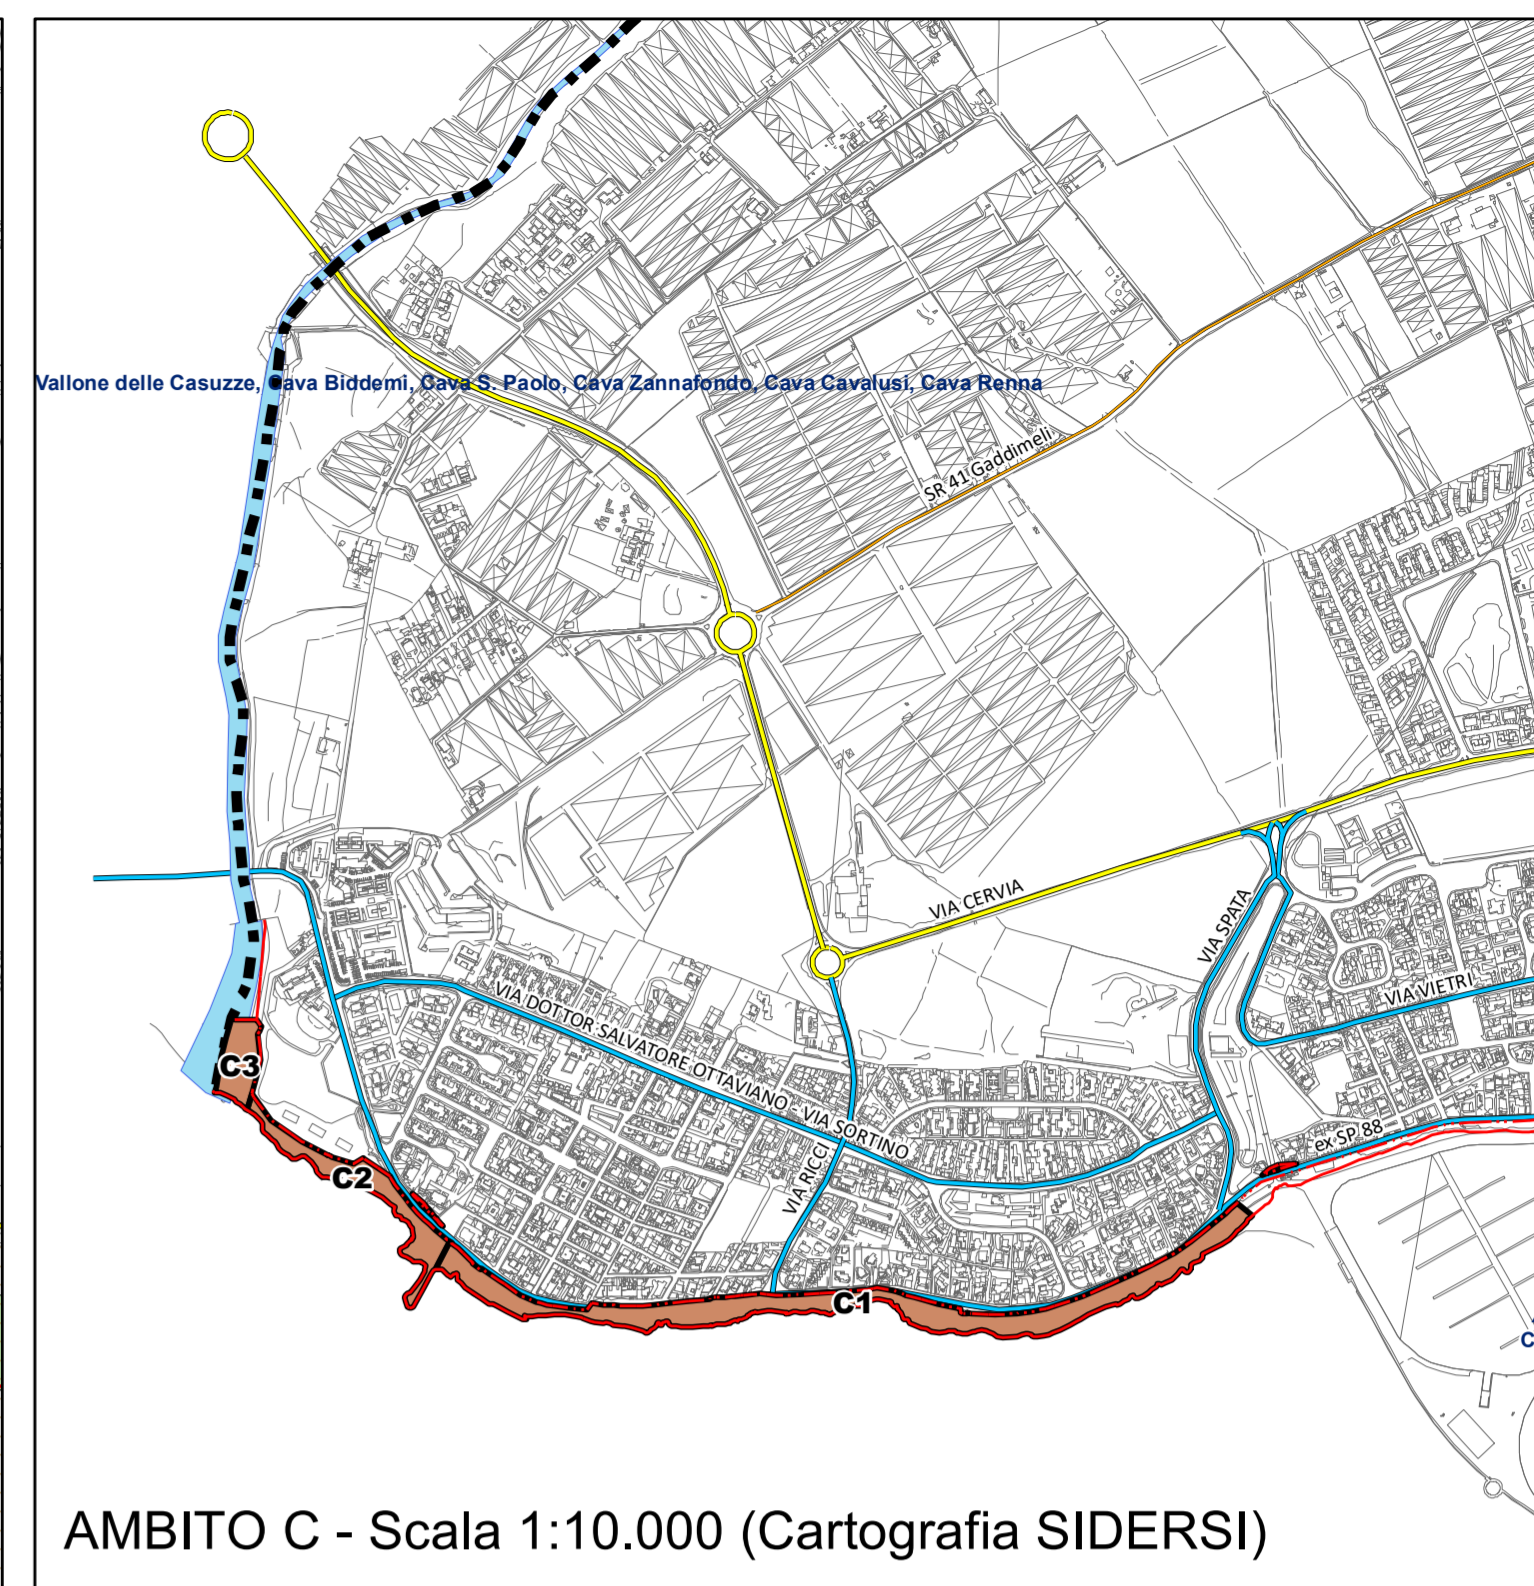 Vallone delle Casuzze, Cava Biddemi, Cava S. Paolo, Cava Zannafondo, Cava Cavalusi, Cava Renna
SR 41 Gaddimeli
VIA CERVIA
VIA SPATA
VIA VIETRI
VIA DOTTOR SALVATORE OTTAVIANO - VIA SORTINO
VIA RICCI
ex SP 88
C3
C2
C1
C
AMBITO C - Scala 1:10.000 (Cartografia SIDERSI)